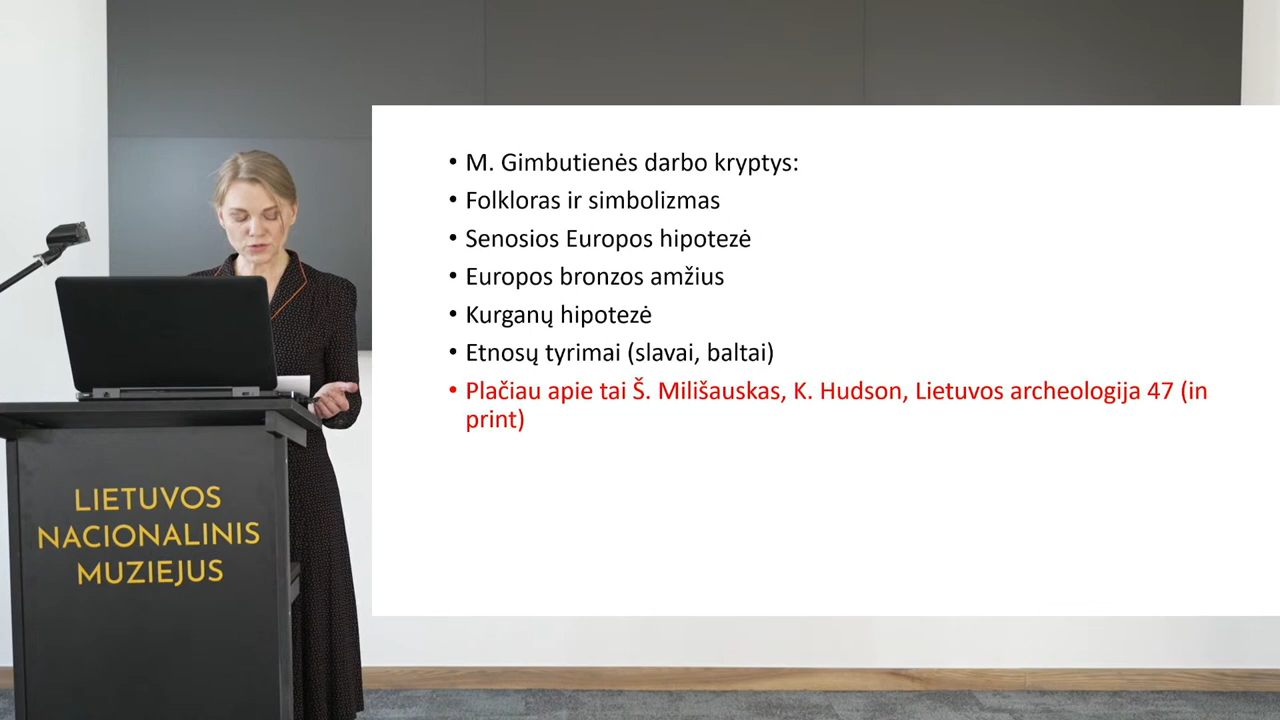 • M. Gimbutienės darbo kryptys:
• Folkloras ir simbolizmas
• Senosios Europos hipotezė
• Europos bronzos amžius
• Kurganų hipotezė
• Etnosų tyrimai (slavai, baltai)
• Plačiau apie tai Š. Milišauskas, K. Hudson, Lietuvos archeologija 47 (in
print)
LIETUVOS
NACIONALINIS
MUZIEJUS